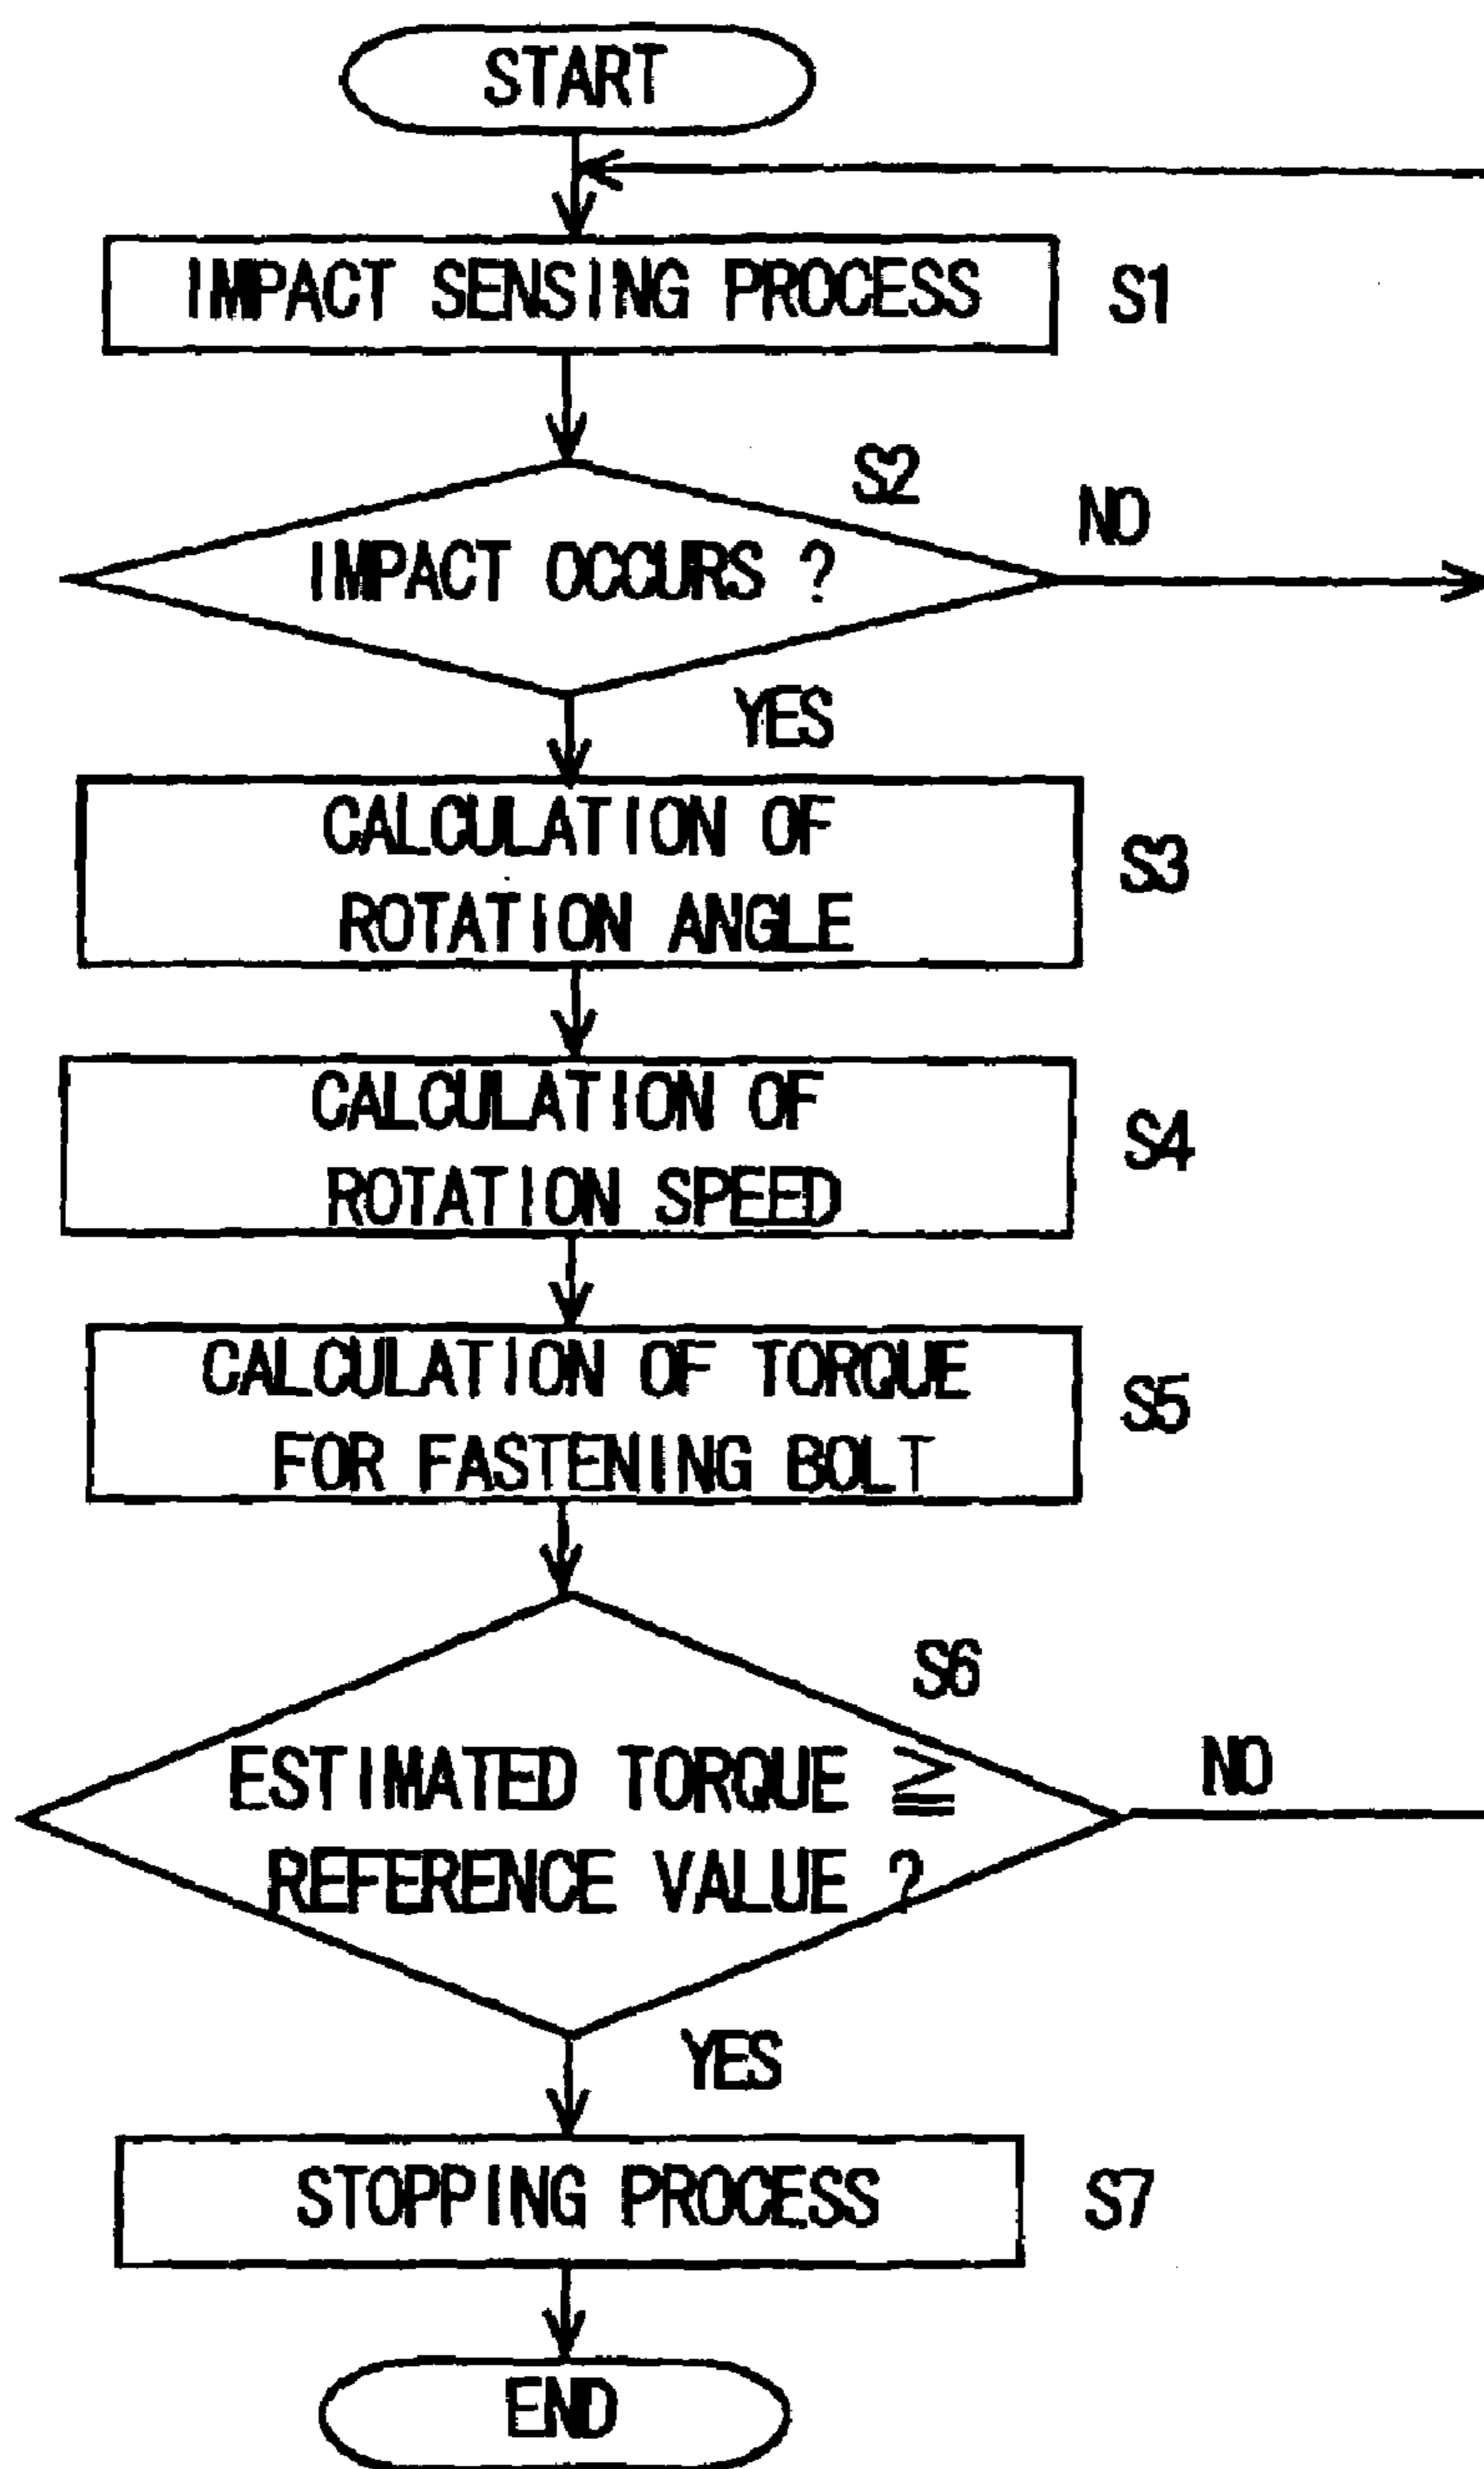 START
IMPACT SENSING PROCESS
S1
S2
NO
IMPACT OCCURS ?
YES
CALCULATION OF
ROTATION ANGLE
S3
CALCULATION OF
ROTATION SPEED
S4
CALCULATION OF TORQUE
FOR FASTENING BOLT
S5
S6
ESTIMATED TORQUE ≧
REFERENCE VALUE ?
NO
YES
STOPPING PROCESS
S7
END